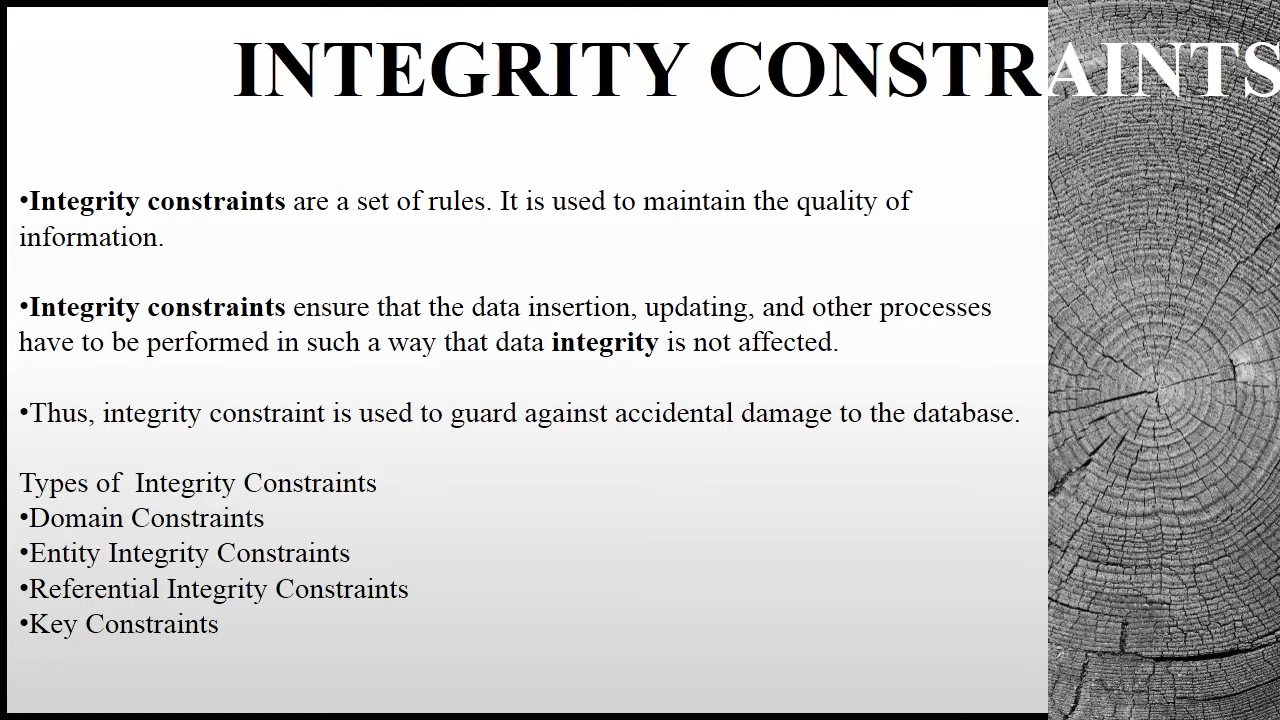 INTEGRITY CONSTRAINTS
•Integrity constraints are a set of rules. It is used to maintain the quality of
information.
•Integrity constraints ensure that the data insertion, updating, and other processes
have to be performed in such a way that data integrity is not affected.
•Thus, integrity constraint is used to guard against accidental damage to the database.
Types of  Integrity Constraints
•Domain Constraints
•Entity Integrity Constraints
•Referential Integrity Constraints
•Key Constraints